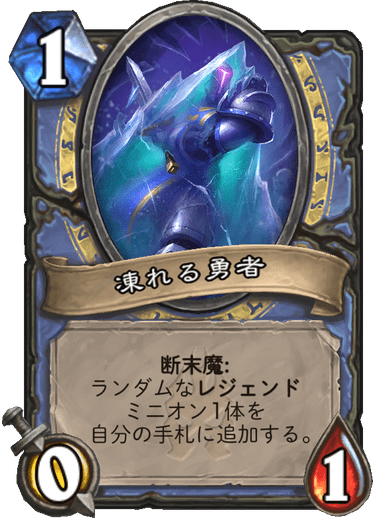 1
凍れる勇者
断末魔:
ランダムなレジェンド
ミニオン1体を
自分の手札に追加する。
0
1